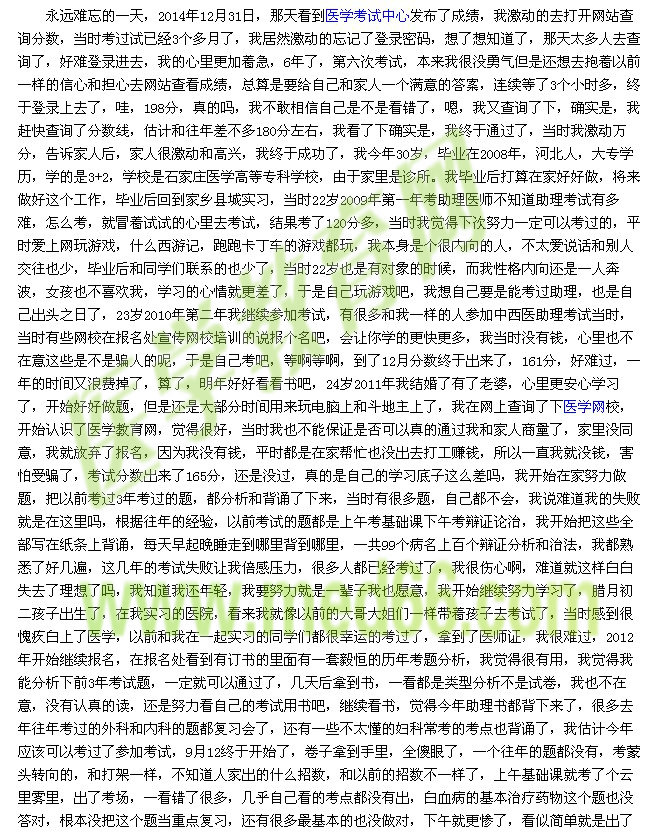 永远难忘的一天，2014年12月31日，那天看到医学考试中心发布了成绩，我激动的去打开网站查
询分数，当时考过试已经3个多月了，我居然激动的忘记了登录密码，想了想知道了，那天太多人去查
询了，好难登录进去，我的心里更加着急，6年了，第六次考试，本来我很没勇气但是还想去抱着以前
一样的信心和担心去网站查看成绩，总算是要给自己和家人一个满意的答案，连续等了3个小时多，终
于登录上去了，哇，198分，真的吗，我不敢相信自己是不是看错了，嗯，我又查询了下，确实是，我
赶快查询了分数线，估计和往年差不多180分左右，我看了下确实是，我终于通过了，当时我激动万
分，告诉家人后，家人很激动和高兴，我终于成功了，我今年30岁，毕业在2008年，河北人，大专学
历，学的是3+2，学校是石家庄医学高等专科学校，由于家里是诊所，我毕业后打算在家好好做，将来
做好这个工作，毕业后回到家乡县城实习，当时22岁2009年第一年考助理医师不知道助理考试有多
难，怎么考，就冒着试试的心里去考试，结果考了120分多，当时我觉得下次努力一定可以考过的，平
时爱上网玩游戏，什么西游记，跑跑卡丁车的游戏都玩，我本身是个很内向的人，不太爱说话和别人
交往也少，毕业后和同学们联系的也少了，当时22岁也是有对象的时候，而我性格内向还是一人奔
波，女孩也不喜欢我，学习的心情就更差了，于是自己玩游戏吧，我想自己要是能考过助理，也是自
己出头之日了，23岁2010年第二年我继续参加考试，有很多和我一样的人参加中西医助理考试当时，
当时有些网校在报名处宣传网校培训的说报个名吧，会让你学的更快更多，我当时没有钱，心里也不
在意这些是不是骗人的呢，于是自己考吧，等啊等啊，到了12月分数终于出来了，161分，好难过，一
年的时间又浪费掉了，算了，明年好好看看书吧，24岁2011年我结婚了有了老婆，心里更安心学习
了，开始好好做题，但是还是大部分时间用来玩电脑上和斗地主上了，我在网上查询了下医学网校，
开始认识了医学教育网，觉得很好，当时我也不能保证是否可以真的通过我和家人商量了，家里没同
意，我就放弃了报名，因为我没有钱，平时都是在家帮忙也没出去打工赚钱，所以一直我就没钱，害
怕受骗了，考试分数出来了165分，还是没过，真的是自己的学习底子这么差吗，我开始在家努力做
题，把以前考过3年考过的题，都分析和背诵了下来，当时有很多题，自己都不会，我说难道我的失败
就是在这里吗，根据往年的经验，以前考试的题都是上午考基础课下午考辩证论治，我开始把这些全
部写在纸条上背诵，每天早起晚睡走到哪里背到哪里，一共99个病名上百个辩证分析和治法，我都熟
悉了好几遍，这几年的考试失败让我倍感压力，很多人都已经考过了，我很伤心啊，难道就这样白白
失去了理想了吗，我知道我还年轻，我要努力就是一辈子我也愿意，我开始继续努力学习了，腊月初
二孩子出生了，在我实习的医院，看来我就像以前的大哥大姐们一样带着孩子去考试了，当时感到很
愧疚白上了医学，以前和我在一起实习的同学们都很幸运的考过了，拿到了医师证，我很难过，2012
年开始继续报名，在报名处看到有订书的里面有一套毅恒的历年考题分析，我觉得很有用，我觉得我
能分析下前3年考试题，一定就可以通过了，几天后拿到书，一看都是类型分析不是试卷，我也不在
意，没有认真的读，还是努力看自己的考试用书吧，继续看书，觉得今年助理书都背下来了，很多去
年往年考过的外科和内科的题都复习会了，还有一些不太懂的妇科常考的考点也背诵了，我估计今年
应该可以考过了参加考试，9月12终于开始了，卷子拿到手里，全傻眼了，一个往年的题都没有，考蒙
头转向的，和打架一样，不知道人家出的什么招数，和以前的招数不一样了，上午基础课就考了个云
里雾里，出了考场，一看错了很多，几乎自己看的考点都没有出，白血病的基本治疗药物这个题也没
答对，根本没把这个题当重点复习，还有很多最基本的也没做对，下午就更惨了，看似简单就是出了
医学教育网
www.med66.com